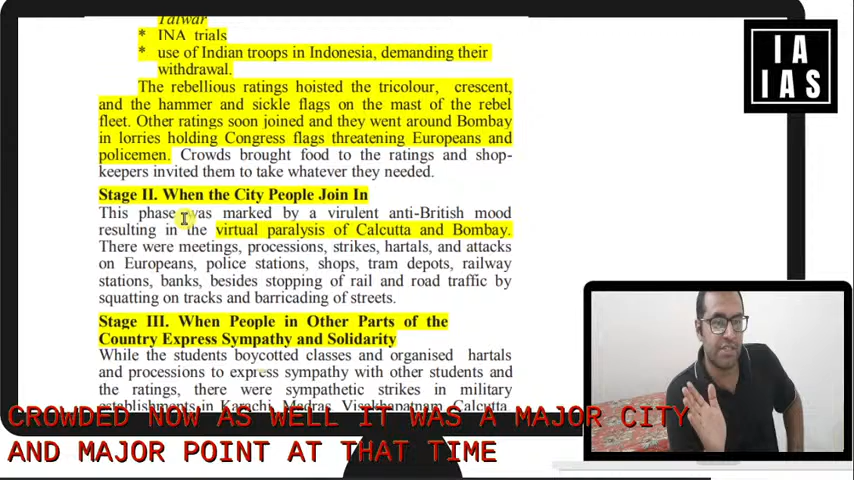 Talwar
* INA trials
* use of Indian troops in Indonesia, demanding their
withdrawal.
The rebellious ratings hoisted the tricolour, crescent,
and the hammer and sickle flags on the mast of the rebel
fleet. Other ratings soon joined and they went around Bombay
in lorries holding Congress flags threatening Europeans and
policemen. Crowds brought food to the ratings and shop-
keepers invited them to take whatever they needed.
Stage II. When the City People Join In
This phase was marked by a virulent anti-British mood
resulting in the virtual paralysis of Calcutta and Bombay.
There were meetings, processions, strikes, hartals, and attacks
on Europeans, police stations, shops, tram depots, railway
stations, banks, besides stopping of rail and road traffic by
squatting on tracks and barricading of streets.
Stage III. When People in Other Parts of the
Country Express Sympathy and Solidarity
While the students boycotted classes and organised hartals
and processions to express sympathy with other students and
the ratings, there were sympathetic strikes in military
establishments in Karachi, Madras, Visakhapatnam, Calcutta,
IA
IAS
CROWDED NOW AS WELL IT WAS A MAJOR CITY
AND MAJOR POINT AT THAT TIME